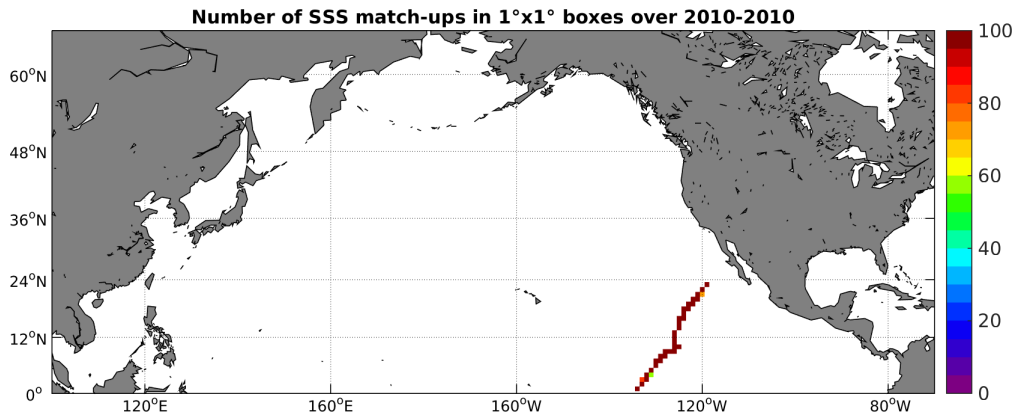 Number of SSS match-ups in 1°x1° boxes over 2010-2010
100
60°N
80
48°N
60
36°N
40
24°N
20
12°N
0°
0
120°E
160°E
160°W
120°W
80°W